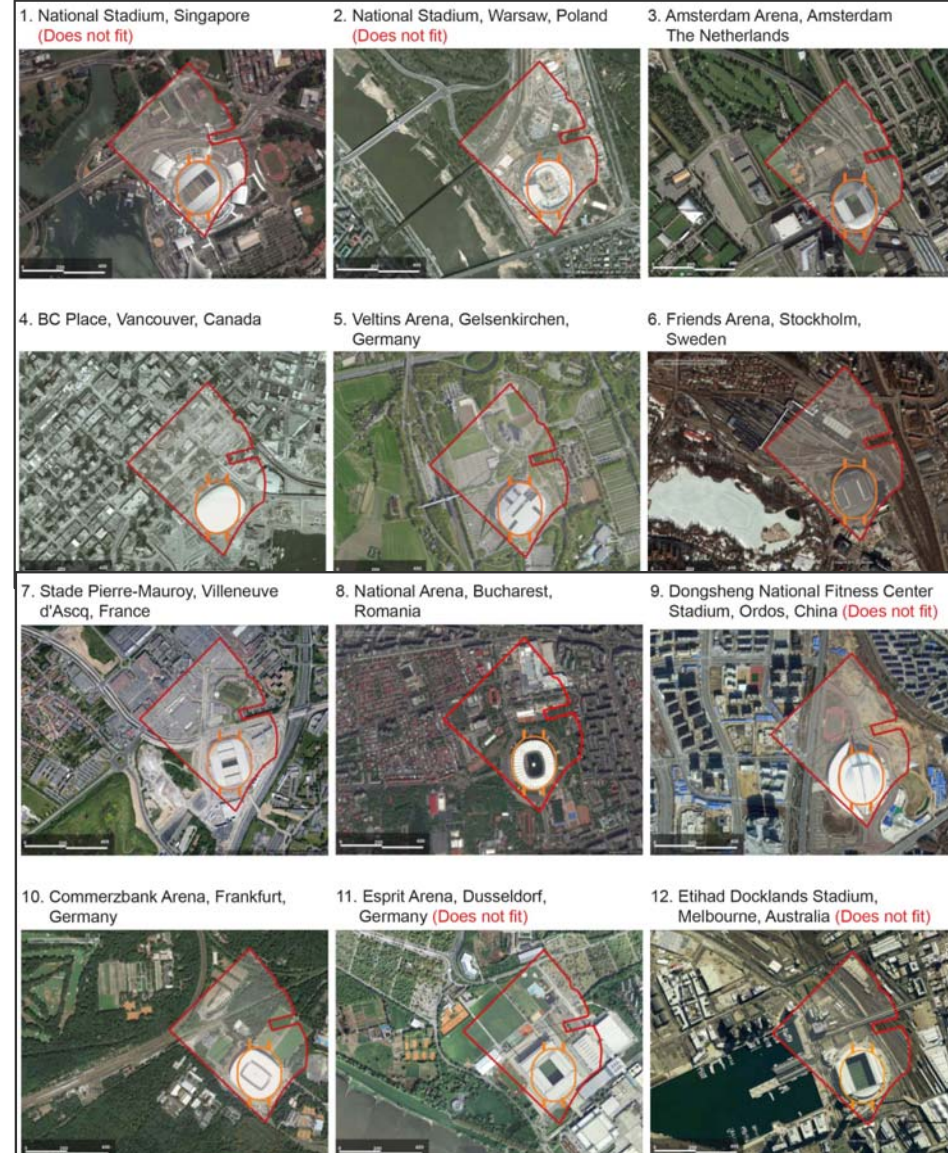 1. National Stadium, Singapore
(Does not fit)
2. National Stadium, Warsaw, Poland
(Does not fit)
3. Amsterdam Arena, Amsterdam
The Netherlands
4. BC Place, Vancouver, Canada
5. Veltins Arena, Gelsenkirchen,
Germany
6. Friends Arena, Stockholm,
Sweden
7. Stade Pierre-Mauroy, Villeneuve
d'Ascq, France
8. National Arena, Bucharest,
Romania
9. Dongsheng National Fitness Center
Stadium, Ordos, China (Does not fit)
10. Commerzbank Arena, Frankfurt,
Germany
11. Esprit Arena, Dusseldorf,
Germany (Does not fit)
12. Etihad Docklands Stadium,
Melbourne, Australia (Does not fit)